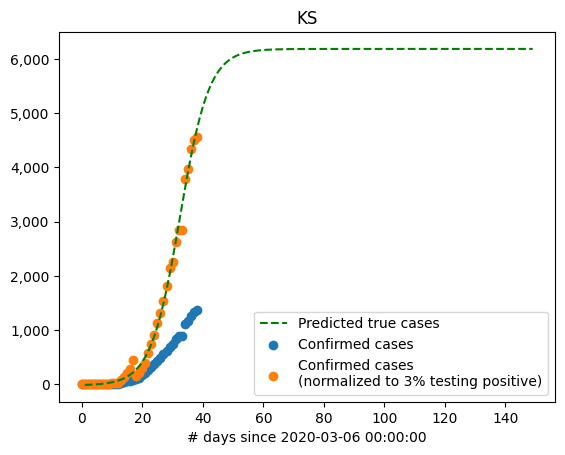 KS
6,000
5,000
4,000
3,000
2,000
1,000
0
0 20 40 60 80 100 120 140
# days since 2020-03-06 00:00:00
Predicted true cases
Confirmed cases
Confirmed cases
(normalized to 3% testing positive)